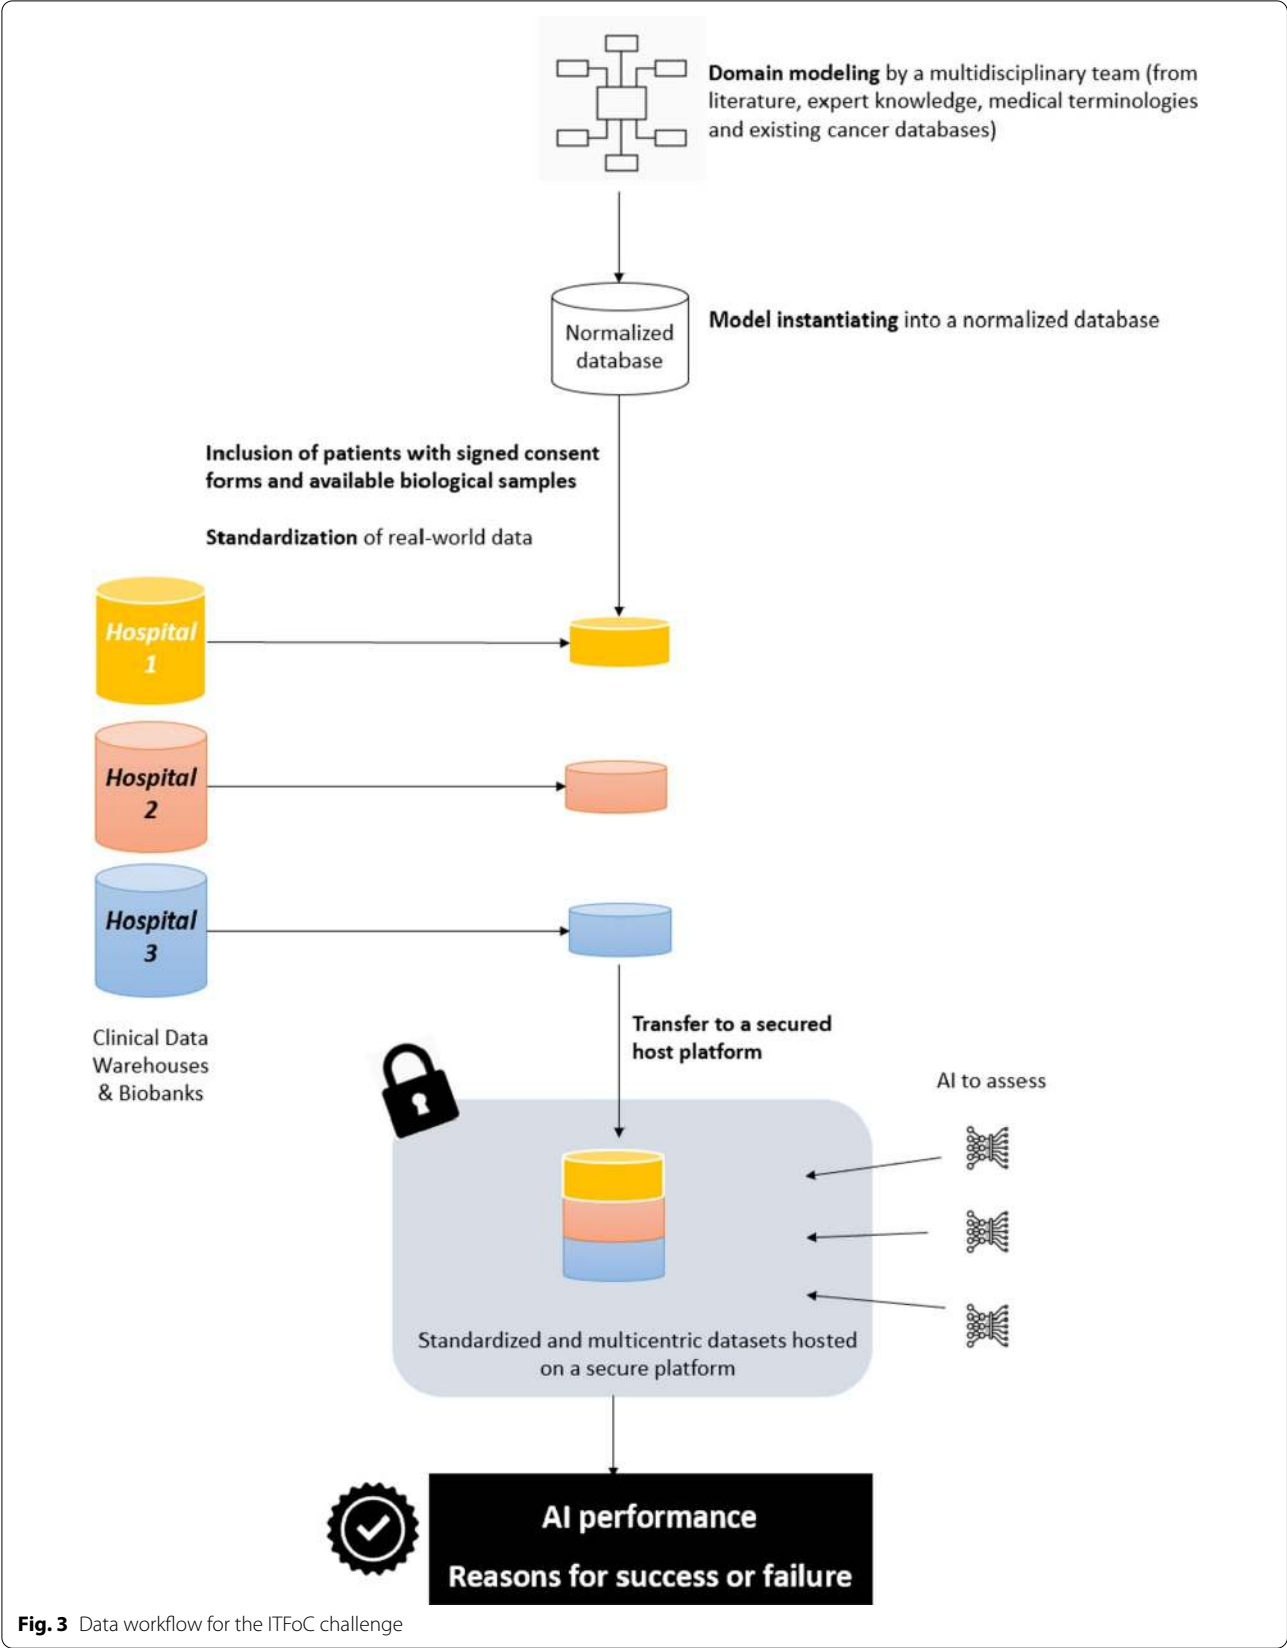 Domain modeling by a multidisciplinary team (from
literature, expert knowledge, medical terminologies
and existing cancer databases)
Normalized
database
Model instantiating into a normalized database
Inclusion of patients with signed consent
forms and available biological samples
Standardization of real-world data
Hospital
1
Hospital
2
Hospital
3
Clinical Data
Warehouses
& Biobanks
Transfer to a secured
host platform
AI to assess
Standardized and multicentric datasets hosted
on a secure platform
AI performance
Reasons for success or failure
Fig. 3 Data workflow for the ITFoC challenge